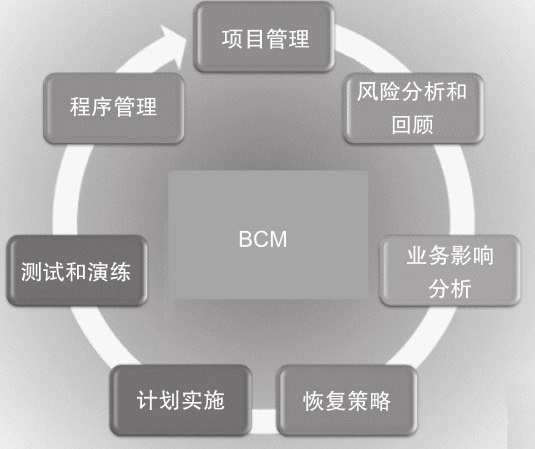 项目管理
风险分析和
回顾
业务影响
分析
恢复策略
计划实施
测试和演练
程序管理
BCM